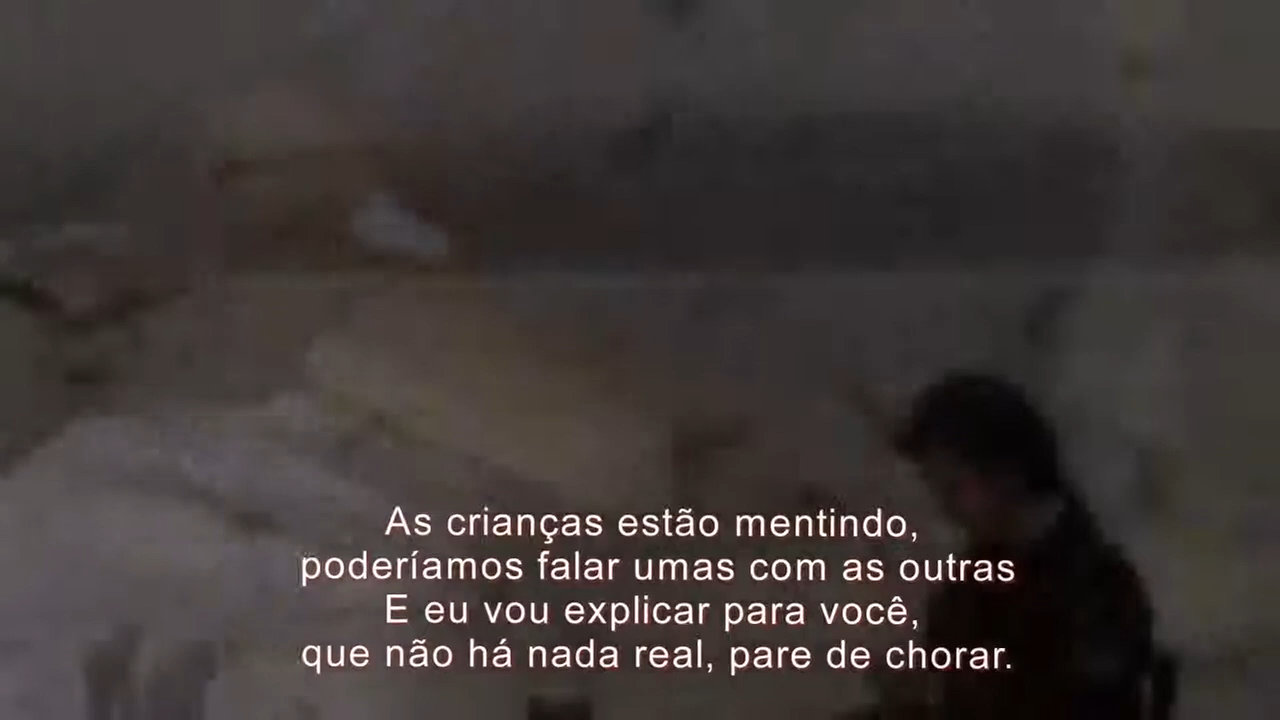 As crianças estão mentindo,
poderíamos falar umas com as outras
E eu vou explicar para você,
que não há nada real, pare de chorar.